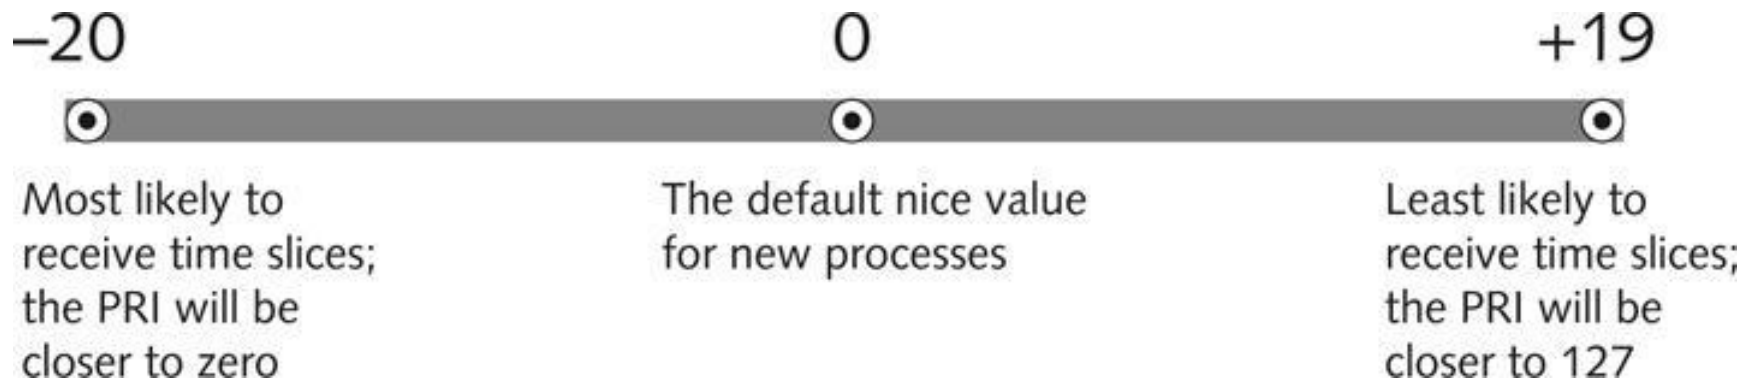 –20
0
+19
Most likely to
receive time slices;
the PRI will be
closer to zero
The default nice value
for new processes
Least likely to
receive time slices;
the PRI will be
closer to 127